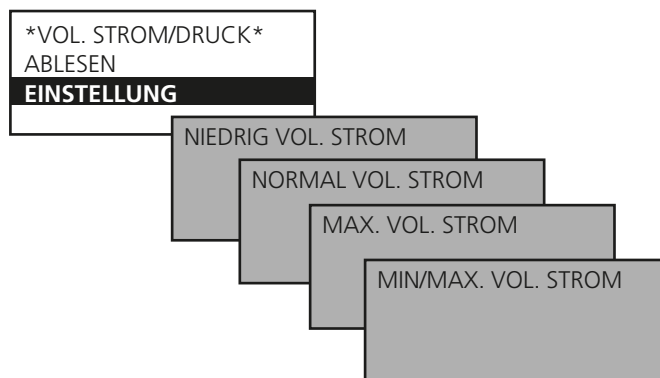 *VOL. STROM/DRUCK*
ABLESEN
EINSTELLUNG
NIEDRIG VOL. STROM
NORMAL VOL. STROM
MAX. VOL. STROM
MIN/MAX. VOL. STROM